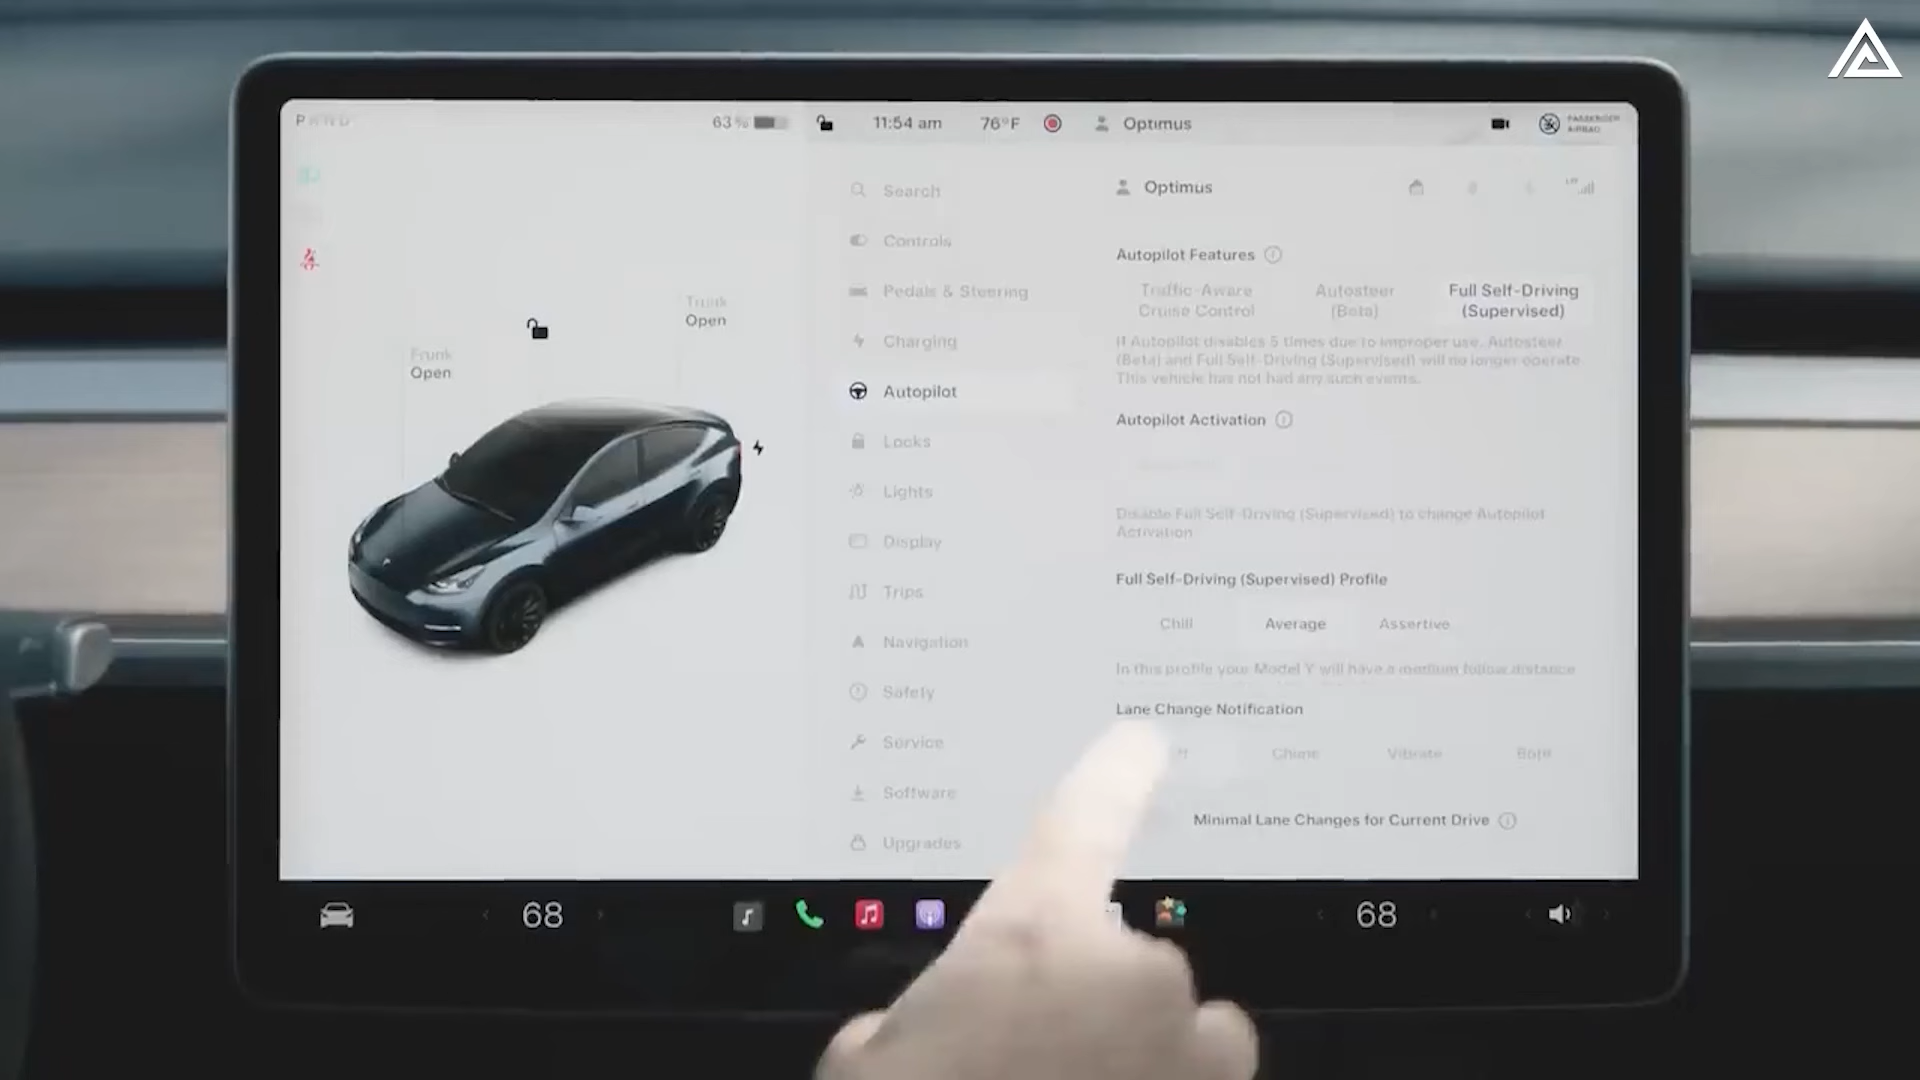 PRND
63 %
11:54 am
76°F
Optimus
PASSENGER
AIRBAG
Search
Controls
Pedals & Steering
Charging
Autopilot
Locks
Lights
Display
Trips
Navigation
Safety
Service
Software
Upgrades
Trunk
Open
Frunk
Open
Optimus
LTE
Autopilot Features
Traffic-Aware
Cruise Control
Autosteer
(Beta)
Full Self-Driving
(Supervised)
If Autopilot disables 5 times due to improper use, Autosteer
(Beta) and Full Self-Driving (Supervised) will no longer operate
This vehicle has not had any such events.
Autopilot Activation
Disable Full Self-Driving (Supervised) to change Autopilot
Activation
Full Self-Driving (Supervised) Profile
Chill
Average
Assertive
In this profile your Model Y will have a medium follow distance
Lane Change Notification
Chime
Vibrate
Both
Minimal Lane Changes for Current Drive
68
68